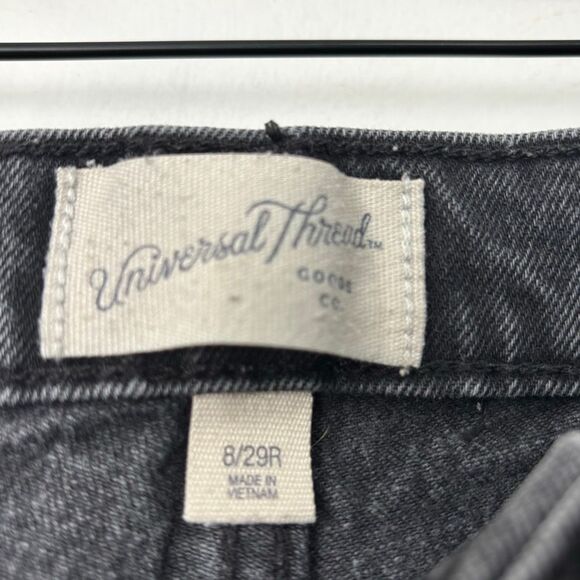 Universal Thread™
GOODS
CO.
8/29R
MADE IN
VIETNAM